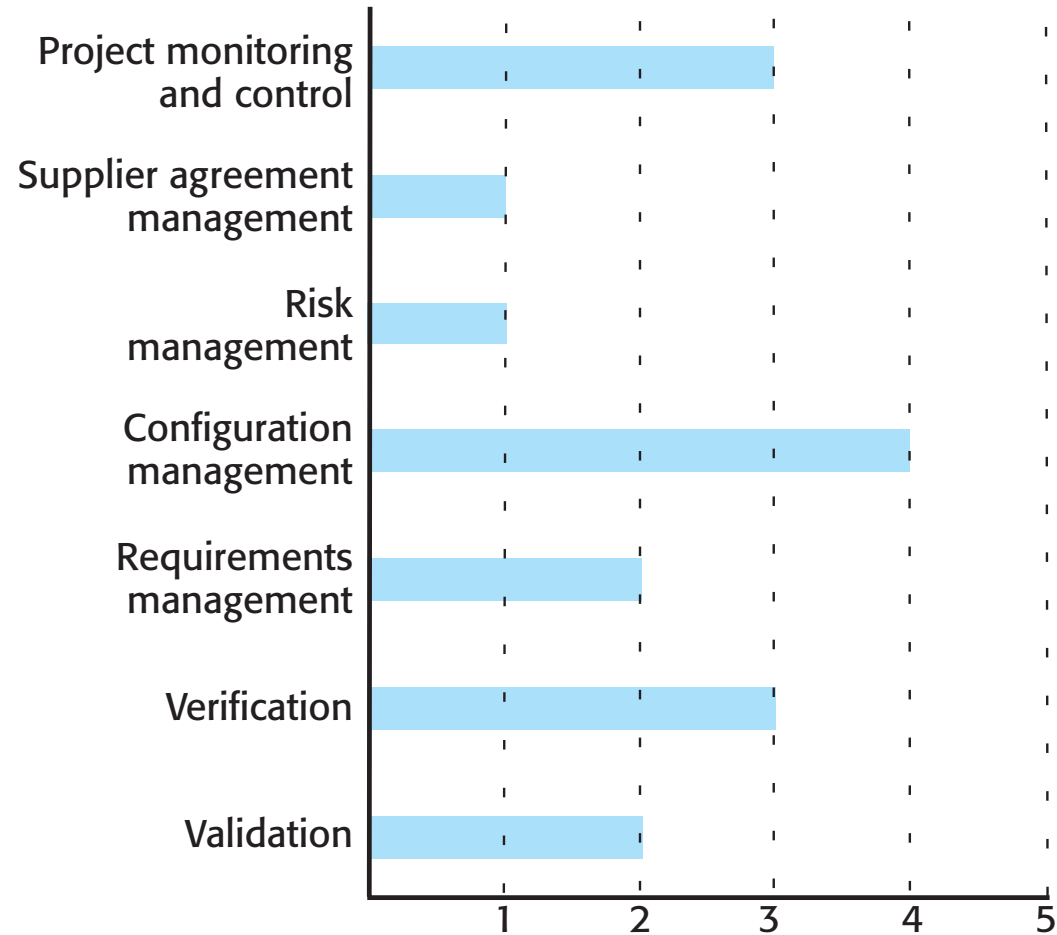 Project monitoring
and control
Supplier agreement
management
Risk
management
Configuration
management
Requirements
management
Verification
Validation
1 2 3 4 5